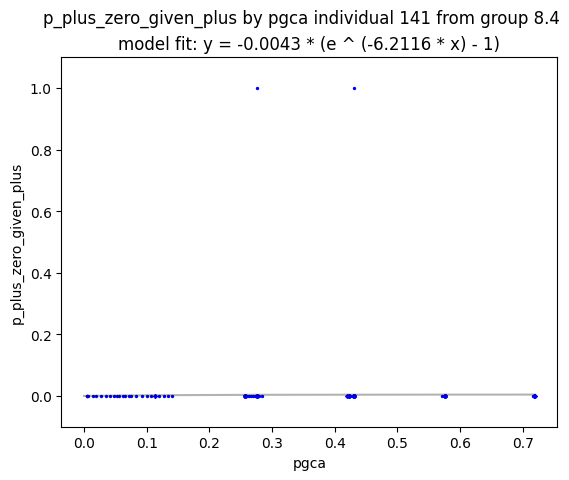 p_plus_zero_given_plus by pgca individual 141 from group 8.4
model fit: y = -0.0043 * (e ^ (-6.2116 * x) - 1)
1.0
0.8
0.6
0.4
0.2
0.0
p_plus_zero_given_plus
0.0 0.1 0.2 0.3 0.4 0.5 0.6 0.7
pgca